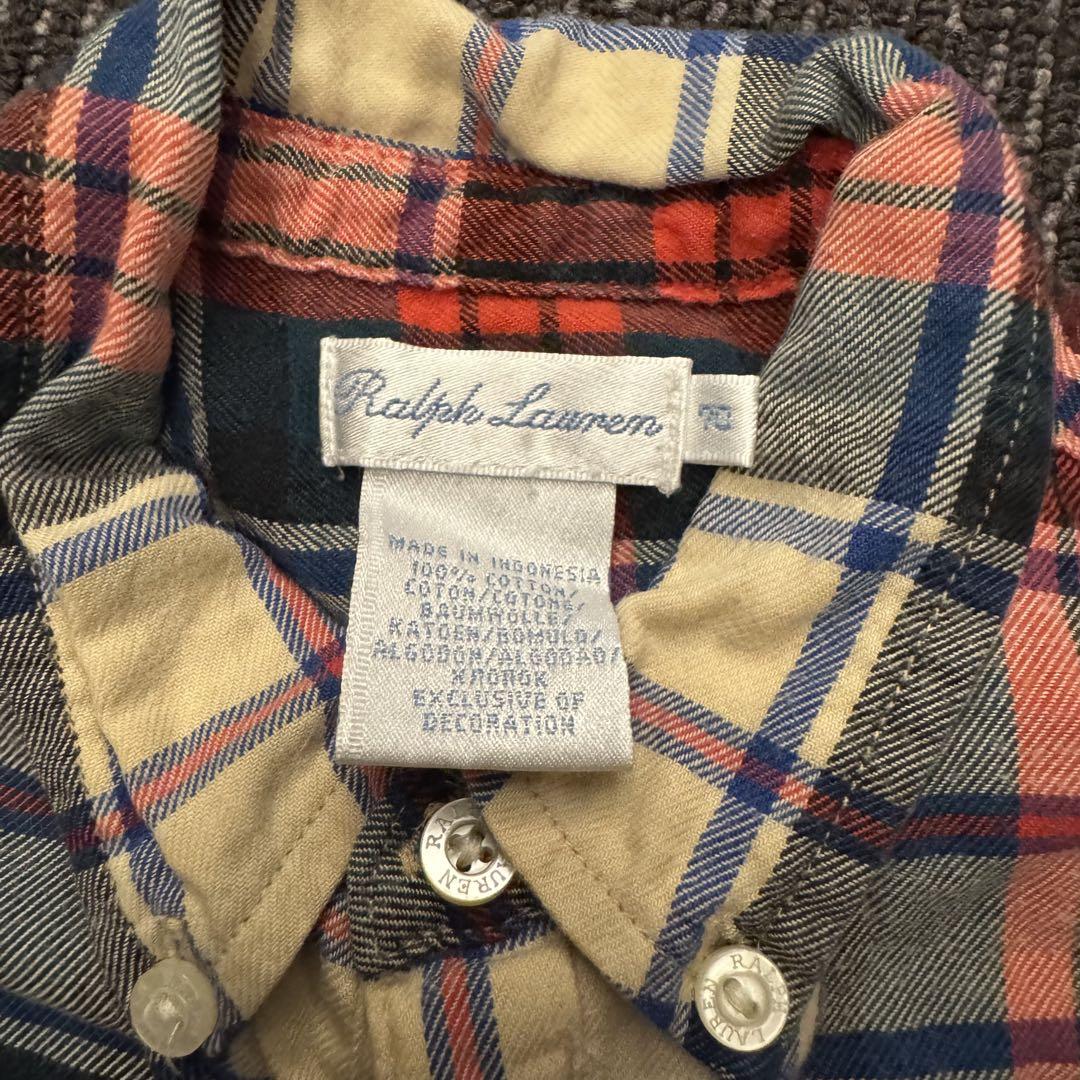 Ralph Lauren
MADE IN INDONESIA
100% COTTON/
COTON/COTONE/
BAUMWOLLE/
KATOEN/BOMULD/
ALGODON/ALGODAO/
EXCLUSIVE OF
DECORATION
RALPH LAUREN
RALPH LAUREN